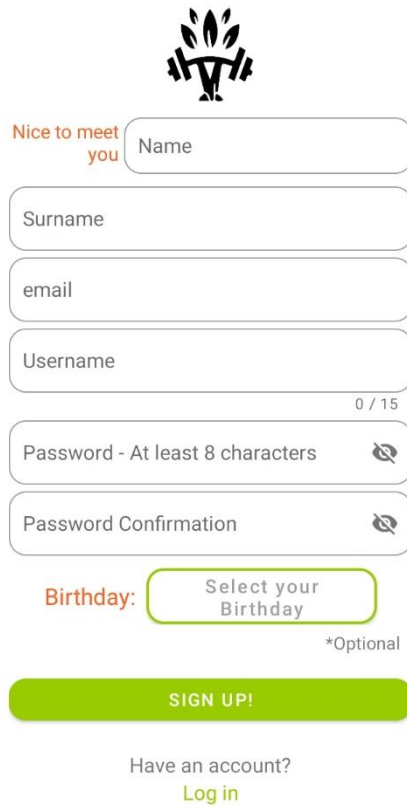 Nice to meet
you
Name
Surname
email
Username
0 / 15
Password - At least 8 characters
Password Confirmation
Birthday:
Select your
Birthday
*Optional
SIGN UP!
Have an account?
Log in